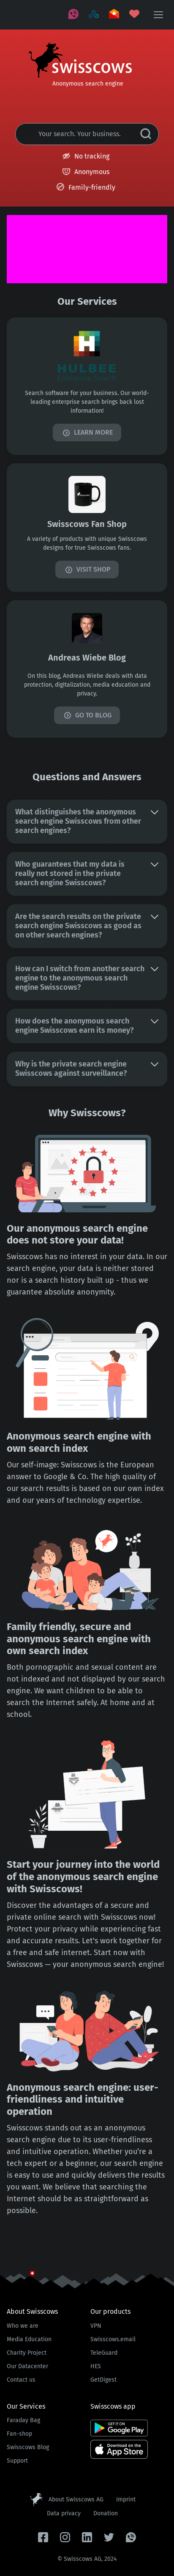 swisscows
Anonymous search engine
Your search. Your business.
No tracking
Anonymous
Family-friendly
Our Services
HULBEE
Search software for your business. Our world-
leading enterprise search brings back lost
information!
LEARN MORE
Swisscows Fan Shop
A variety of products with unique Swisscows
designs for true Swisscows fans.
VISIT SHOP
Andreas Wiebe Blog
On this blog, Andreas Wiebe deals with data
protection, digitalization, media education and
privacy.
GO TO BLOG
Questions and Answers
What distinguishes the anonymous
search engine Swisscows from other
search engines?
Who guarantees that my data is
really not stored in the private
search engine Swisscows?
Are the search results on the private
search engine Swisscows as good as
on other search engines?
How can I switch from another search
engine to the anonymous search
engine Swisscows?
How does the anonymous search
engine Swisscows earn its money?
Why is the private search engine
Swisscows against surveillance?
Why Swisscows?
Our anonymous search engine
does not store your data!
Swisscows has no interest in your data. In our
search engine, your data is neither stored
nor is a search history built up - thus we
guarantee absolute anonymity.
Anonymous search engine with
own search index
Our self-image: Swisscows is the European
answer to Google & Co. The high quality of
our search results is based on our own index
and our years of technology expertise.
Family friendly, secure and
anonymous search engine with
own search index
Both pornographic and sexual content are
not indexed and not displayed by our search
engine. We want children to be able to
search the Internet safely. At home and at
school.
Start your journey into the world
of the anonymous search engine
with Swisscows!
Discover the advantages of a secure and
private online search with Swisscows now!
Protect your privacy while experiencing fast
and accurate results. Let's work together for
a free and safe internet. Start now with
Swisscows — your anonymous search engine!
Anonymous search engine: user-
friendliness and intuitive
operation
Swisscows stands out as an anonymous
search engine due to its user-friendliness
and intuitive operation. Whether you're a
tech expert or a beginner, our search engine
is easy to use and quickly delivers the results
you want. We believe that searching the
Internet should be as straightforward as
possible.
About Swisscows
Who we are
Media Education
Charity Project
Our Datacenter
Contact us
Our products
VPN
Swisscows.email
TeleGuard
HES
GetDigest
Our Services
Faraday Bag
Fan-shop
Swisscows Blog
Support
Swisscows app
GET IT ON
Google Play
Download on the
App Store
About Swisscows AG
Imprint
Data privacy
Donation
© Swisscows AG, 2024